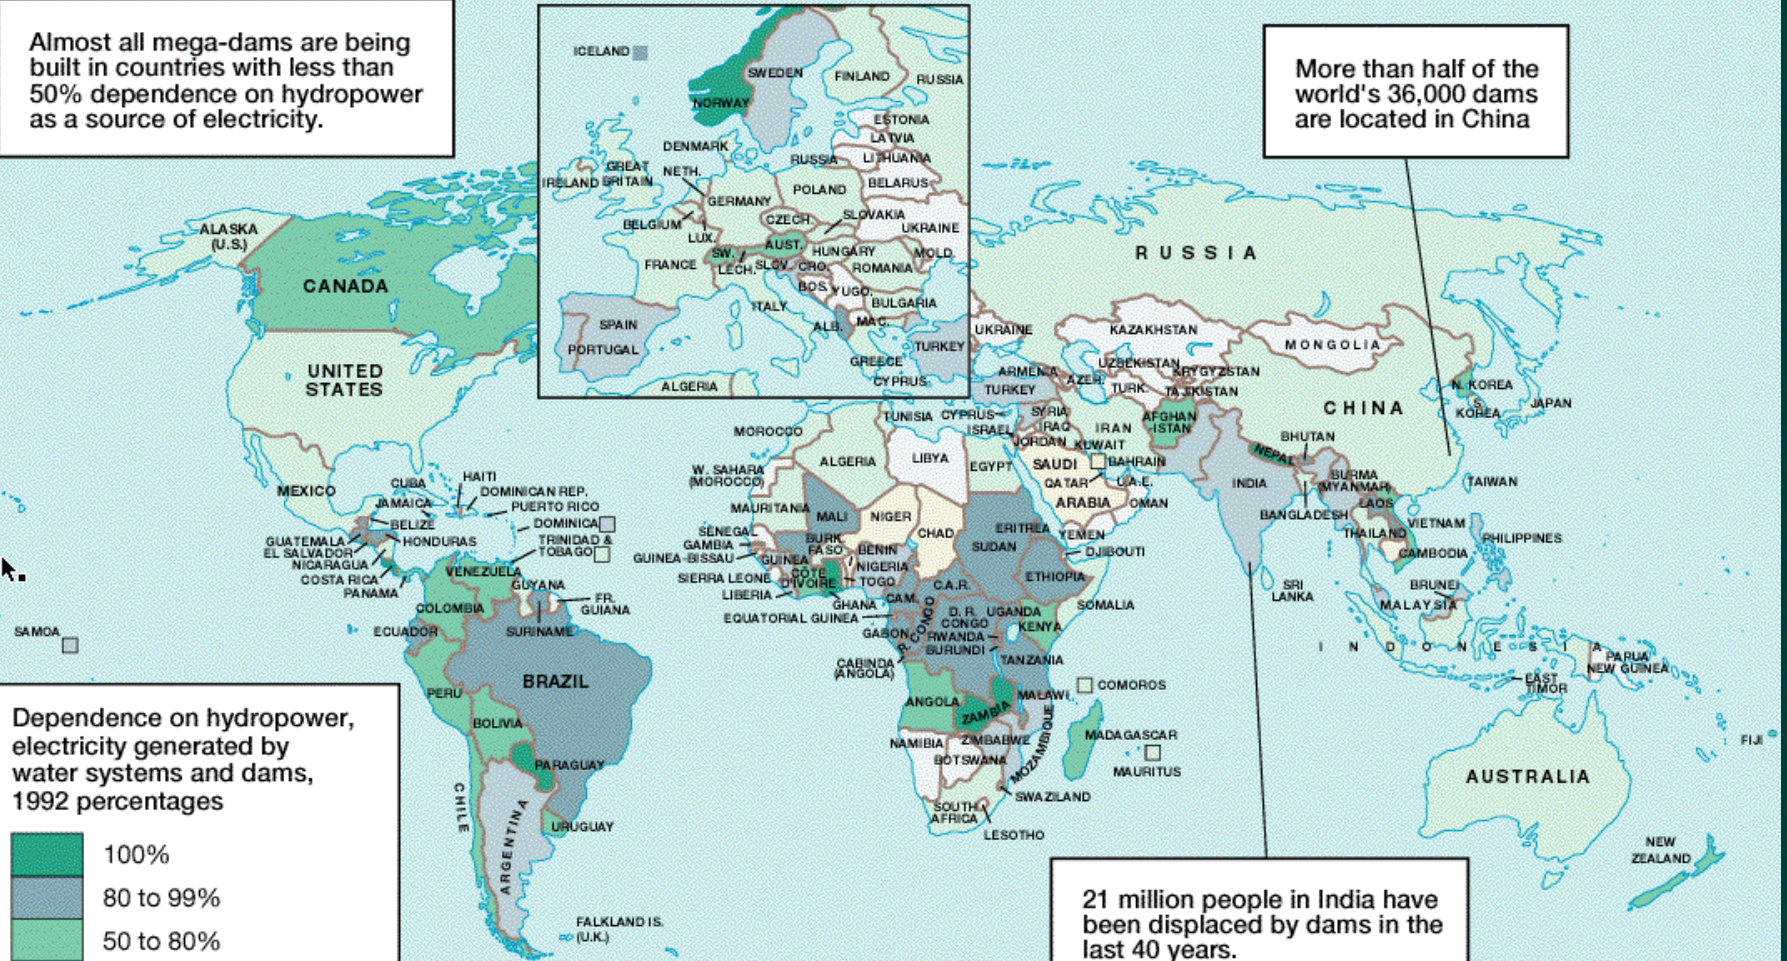 Almost all mega-dams are being
built in countries with less than
50% dependence on hydropower
as a source of electricity.
More than half of the
world's 36,000 dams
are located in China
ICELAND
SWEDEN
FINLAND
RUSSIA
NORWAY
ESTONIA
LATVIA
LITHUANIA
DENMARK
RUSSIA
NETH.
GREAT
BRITAIN
IRELAND
BELARUS
POLAND
GERMANY
BELGIUM
CZECH.
SLOVAKIA
UKRAINE
LUX.
SW.
AUST.
HUNGARY
MOLD.
FRANCE
LECH.
SLOV.
CRO.
ROMANIA
BOS.
YUGO.
BULGARIA
ITALY
SPAIN
ALB.
MAC.
PORTUGAL
TURKEY
GREECE
ALGERIA
CYPRUS
ALASKA
(U.S.)
CANADA
UNITED
STATES
MEXICO
CUBA
HAITI
DOMINICAN REP.
PUERTO RICO
JAMAICA
BELIZE
DOMINICA
GUATEMALA
HONDURAS
TRINIDAD &
TOBAGO
EL SALVADOR
NICARAGUA
COSTA RICA
PANAMA
VENEZUELA
GUYANA
FR.
GUIANA
COLOMBIA
SURINAME
ECUADOR
SAMOA
BRAZIL
PERU
BOLIVIA
PARAGUAY
CHILE
ARGENTINA
URUGUAY
FALKLAND IS.
(U.K.)
RUSSIA
UKRAINE
KAZAKHSTAN
MONGOLIA
UZBEKISTAN
KRYGYZSTAN
ARMENIA
AZER.
TURK.
TAJKISTAN
TURKEY
N. KOREA
S.
KOREA
JAPAN
CHINA
TUNISIA
CYPRUS
SYRIA
ISRAEL
IRAQ
IRAN
AFGHAN
-ISTAN
JORDAN
KUWAIT
BHUTAN
NEPAL
MOROCCO
ALGERIA
LIBYA
EGYPT
SAUDI
ARABIA
BAHRAIN
QATAR
U.A.E.
OMAN
W. SAHARA
(MOROCCO)
INDIA
BURMA
(MYANMAR)
TAIWAN
LAOS
BANGLADESH
VIETNAM
THAILAND
PHILIPPINES
CAMBODIA
MAURITANIA
MALI
NIGER
CHAD
ERITREA
SUDAN
YEMEN
DJIBOUTI
SENEGAL
GAMBIA
GUINEA-BISSAU
BURK
FASO
BENIN
NIGERIA
GUINEA
SIERRA LEONE
COTE
D'IVOIRE
TOGO
LIBERIA
GHANA
CAM.
C.A.R.
ETHIOPIA
SOMALIA
EQUATORIAL GUINEA
R. CONGO
D. R.
CONGO
UGANDA
KENYA
GABON
RWANDA
BURUNDI
CABINDA
(ANGOLA)
TANZANIA
SRI
LANKA
BRUNEI
MALAYSIA
INDONESIA
PAPUA
NEW GUINEA
EAST
TIMOR
ANGOLA
ZAMBIA
MALAWI
COMOROS
NAMIBIA
ZIMBABWE
MOZAMBIQUE
MADAGASCAR
BOTSWANA
MAURITUS
SWAZILAND
SOUTH
AFRICA
LESOTHO
AUSTRALIA
FIJI
NEW
ZEALAND
Dependence on hydropower,
electricity generated by
water systems and dams,
1992 percentages
100%
80 to 99%
50 to 80%
21 million people in India have
been displaced by dams in the
last 40 years.